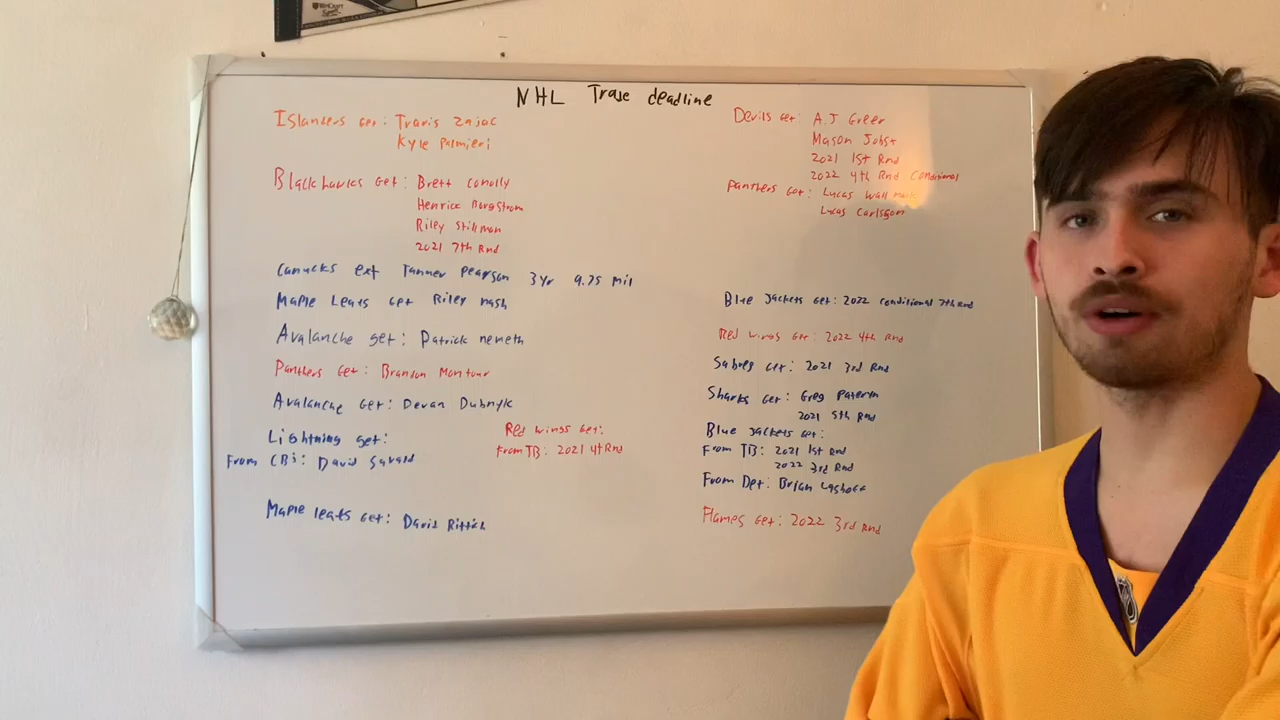 WINCRAFT
NHL Trade deadline
Islanders Get: Travis Zajac
Kyle Palmieri
Devils Get: A.J Greer
Mason Jobst
2021 1st Rnd
2022 4th Rnd Conditional
Blackhawks Get: Brett Conolly
Henrick Borgstrom
Riley Stillman
2021 7th Rnd
Panthers Get: Lucas Wallmark
Lucas Carlsson
Canucks ext Tanner Pearson 3yr 9.75 mil
Maple Leafs Get Riley nash
Blue Jackets Get: 2022 Conditional 7th Rnd
Avalanche get: Patrick nemeth
Red wings Get: 2022 4th Rnd
Panthers Get: Brandon Montour
Sabres Get: 2021 3rd Rnd
Avalanche Get: Devan Dubnyk
Sharks Get: Greg Pateryn
2021 5th Rnd
Lightning get:
From CBJ: David Savard
Red wings Get:
From TB: 2021 4t Rnd
Blue Jackets Get:
From TB: 2021 1st Rnd
2022 3rd Rnd
From Det: Brian Lashoff
Maple leafs Get: David Rittich
Flames Get: 2022 3rd Rnd